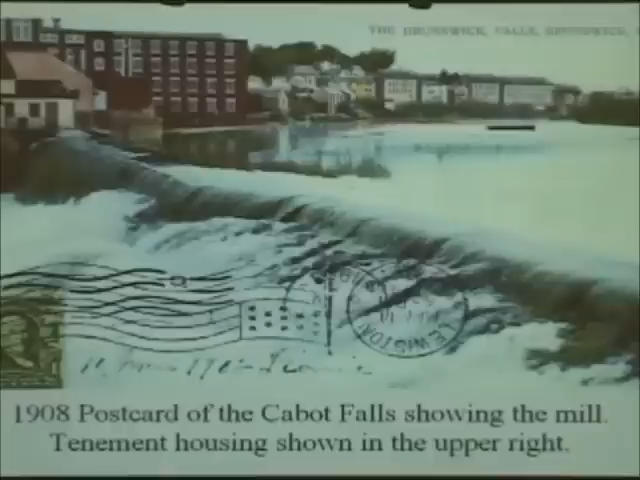 THE BRUNSWICK FALLS, BRUNSWICK,
LEWISTON
1908 Postcard of the Cabot Falls showing the mill.
Tenement housing shown in the upper right.